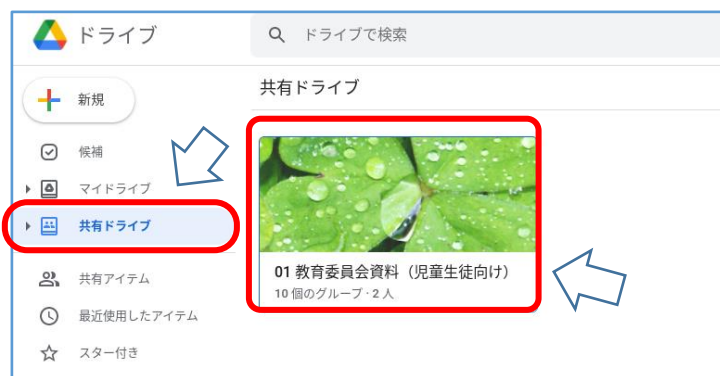 ドライブ
ドライブで検索
新規
候補
マイドライブ
共有ドライブ
共有アイテム
最近使用したアイテム
スター付き
共有ドライブ
01 教育委員会資料（児童生徒向け）
10 個のグループ · 2 人